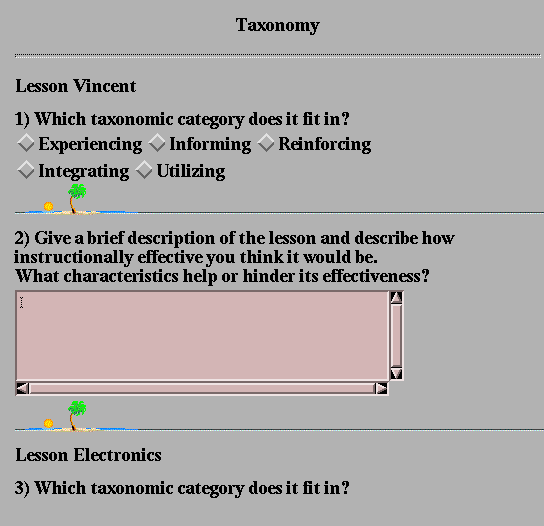 Taxonomy
Lesson Vincent
1) Which taxonomic category does it fit in?
Experiencing Informing Reinforcing
Integrating Utilizing
2) Give a brief description of the lesson and describe how
instructionally effective you think it would be.
What characteristics help or hinder its effectiveness?
Lesson Electronics
3) Which taxonomic category does it fit in?